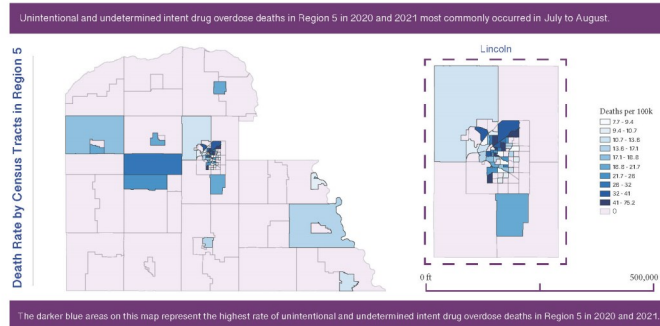 Unintentional and undetermined intent drug overdose deaths in Region 5 in 2020 and 2021 most commonly occurred in July to August.
Death Rate by Census Tracts in Region 5
Lincoln
Deaths per 100k
7.7 - 9.4
9.4 - 10.7
10.7 - 13.6
13.6 - 17.1
17.1 - 18.8
18.8 - 21.7
21.7 - 28
28 - 32
32 - 41
41 - 75.2
0
0 ft
500,000
The darker blue areas on this map represent the highest rate of unintentional and undetermined intent drug overdose deaths in Region 5 in 2020 and 2021.